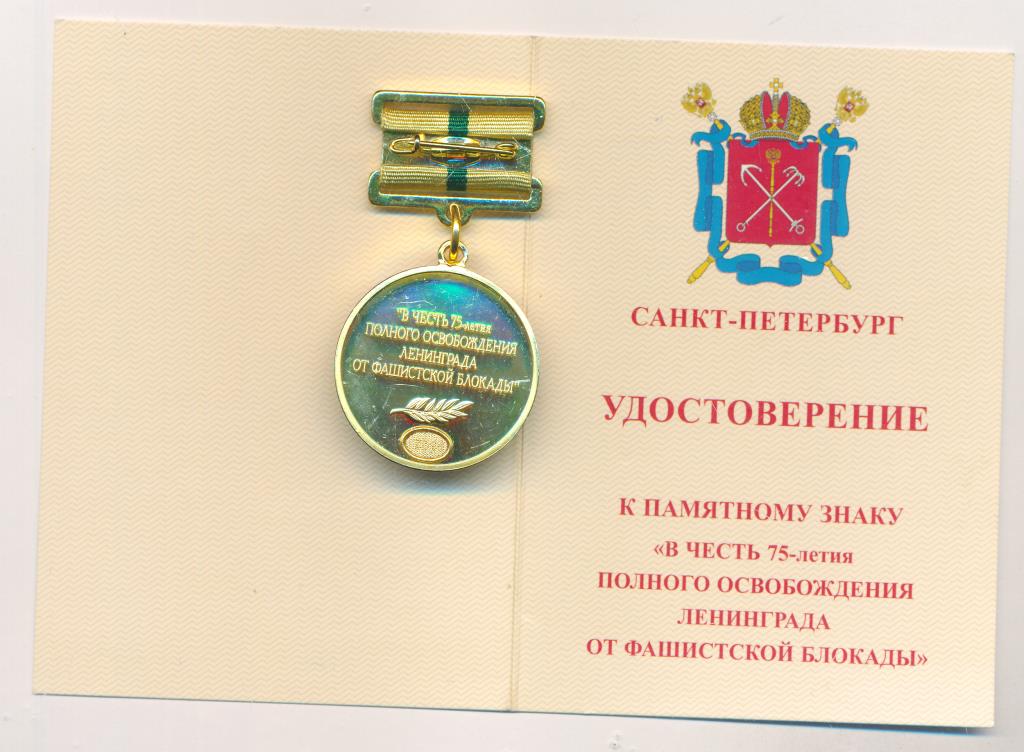 "В ЧЕСТЬ 75-летия
ПОЛНОГО ОСВОБОЖДЕНИЯ
ЛЕНИНГРАДА
ОТ ФАШИСТСКОЙ БЛОКАДЫ"
САНКТ-ПЕТЕРБУРГ
УДОСТОВЕРЕНИЕ
К ПАМЯТНОМУ ЗНАКУ
«В ЧЕСТЬ 75-летия
ПОЛНОГО ОСВОБОЖДЕНИЯ
ЛЕНИНГРАДА
ОТ ФАШИСТСКОЙ БЛОКАДЫ»